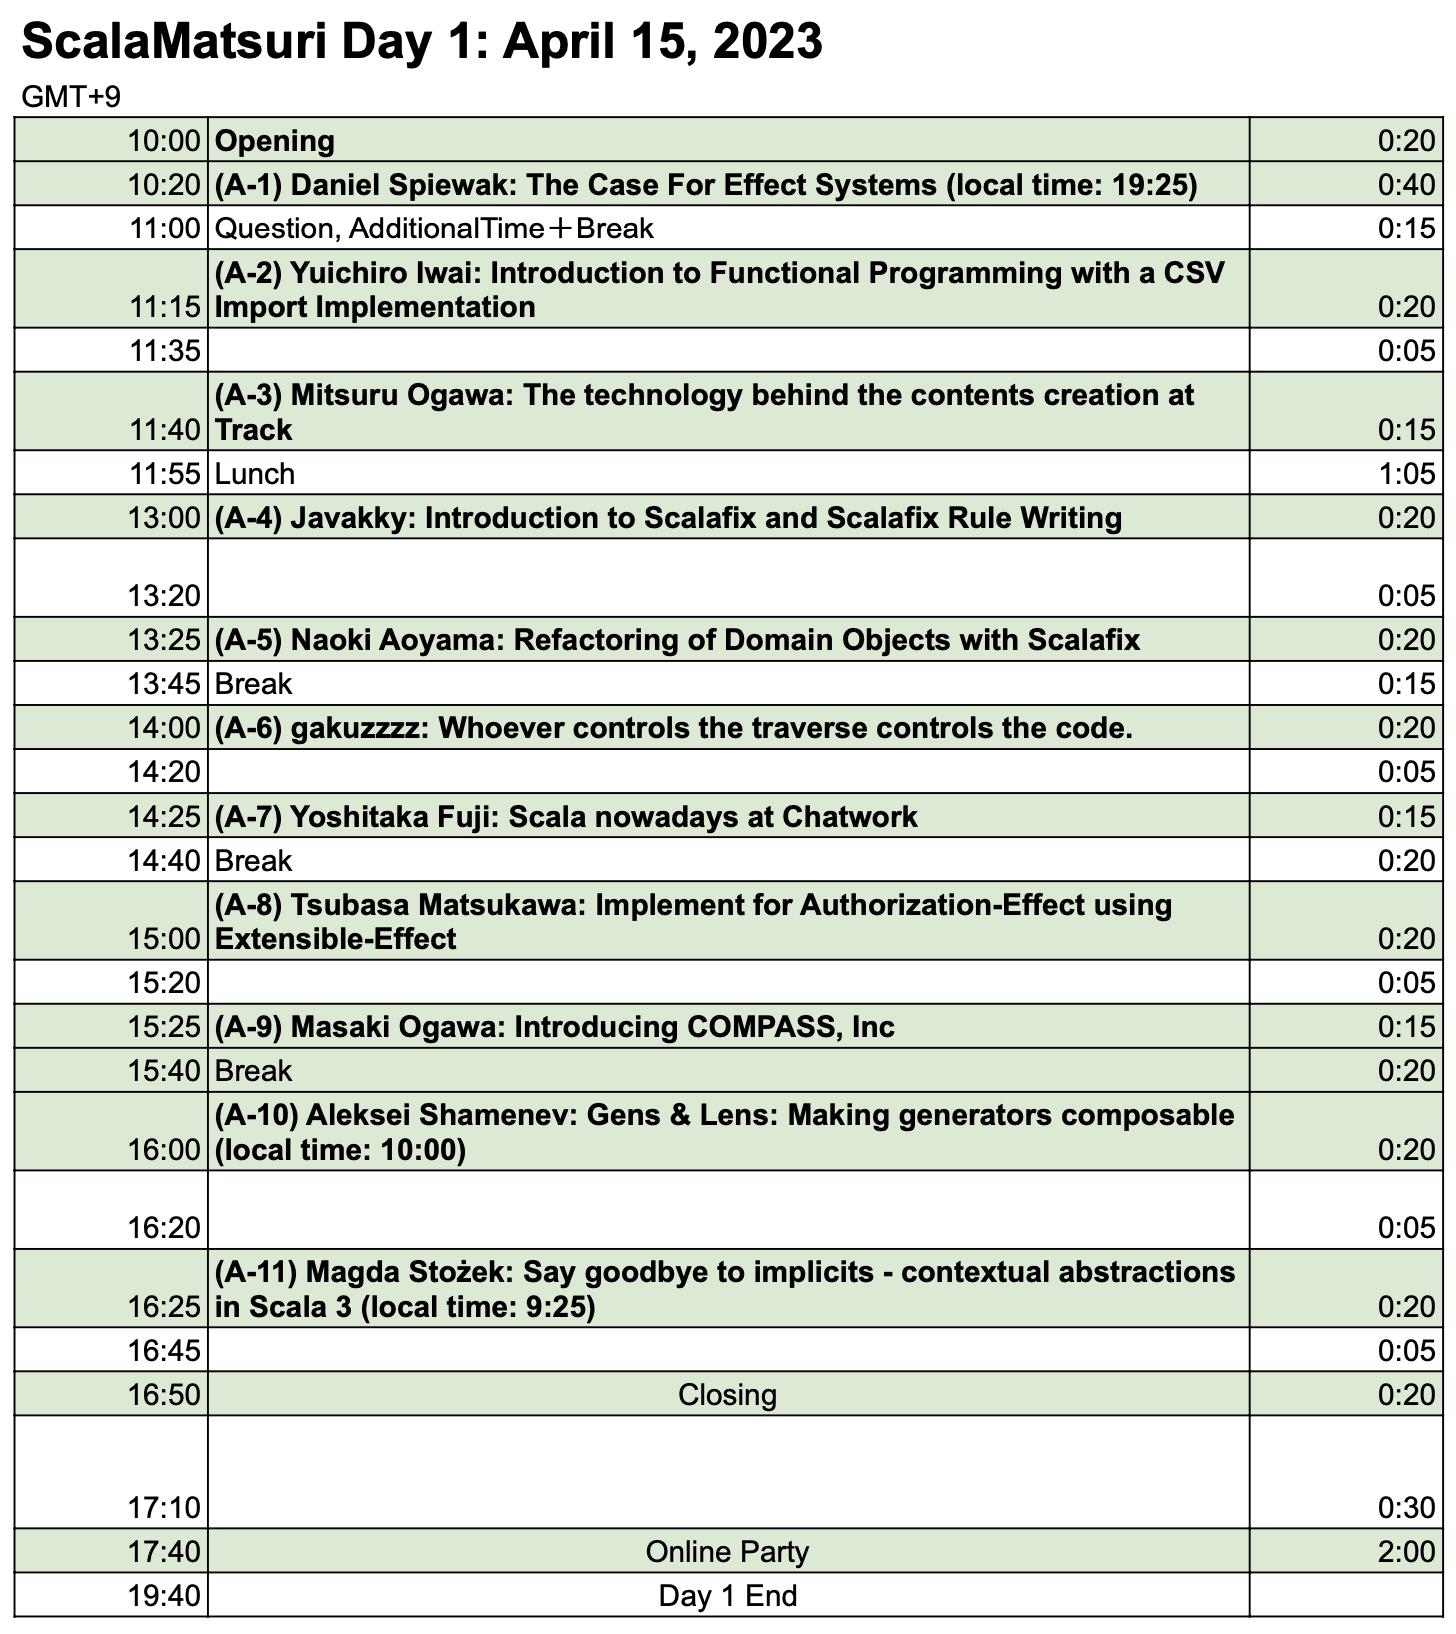 ScalaMatsuri Day 1: April 15, 2023
GMT+9
10:00 Opening 0:20
10:20 (A-1) Daniel Spiewak: The Case For Effect Systems (local time: 19:25) 0:40
11:00 Question, AdditionalTime＋Break 0:15
(A-2) Yuichiro Iwai: Introduction to Functional Programming with a CSV
11:15 Import Implementation 0:20
11:35 0:05
(A-3) Mitsuru Ogawa: The technology behind the contents creation at
11:40 Track 0:15
11:55 Lunch 1:05
13:00 (A-4) Javakky: Introduction to Scalafix and Scalafix Rule Writing 0:20
13:20 0:05
13:25 (A-5) Naoki Aoyama: Refactoring of Domain Objects with Scalafix 0:20
13:45 Break 0:15
14:00 (A-6) gakuzzzz: Whoever controls the traverse controls the code. 0:20
14:20 0:05
14:25 (A-7) Yoshitaka Fuji: Scala nowadays at Chatwork 0:15
14:40 Break 0:20
(A-8) Tsubasa Matsukawa: Implement for Authorization-Effect using
15:00 Extensible-Effect 0:20
15:20 0:05
15:25 (A-9) Masaki Ogawa: Introducing COMPASS, Inc 0:15
15:40 Break 0:20
(A-10) Aleksei Shamenev: Gens & Lens: Making generators composable
16:00 (local time: 10:00) 0:20
16:20 0:05
(A-11) Magda Stożek: Say goodbye to implicits - contextual abstractions
16:25 in Scala 3 (local time: 9:25) 0:20
16:45 0:05
16:50 Closing 0:20
17:10 0:30
17:40 Online Party 2:00
19:40 Day 1 End